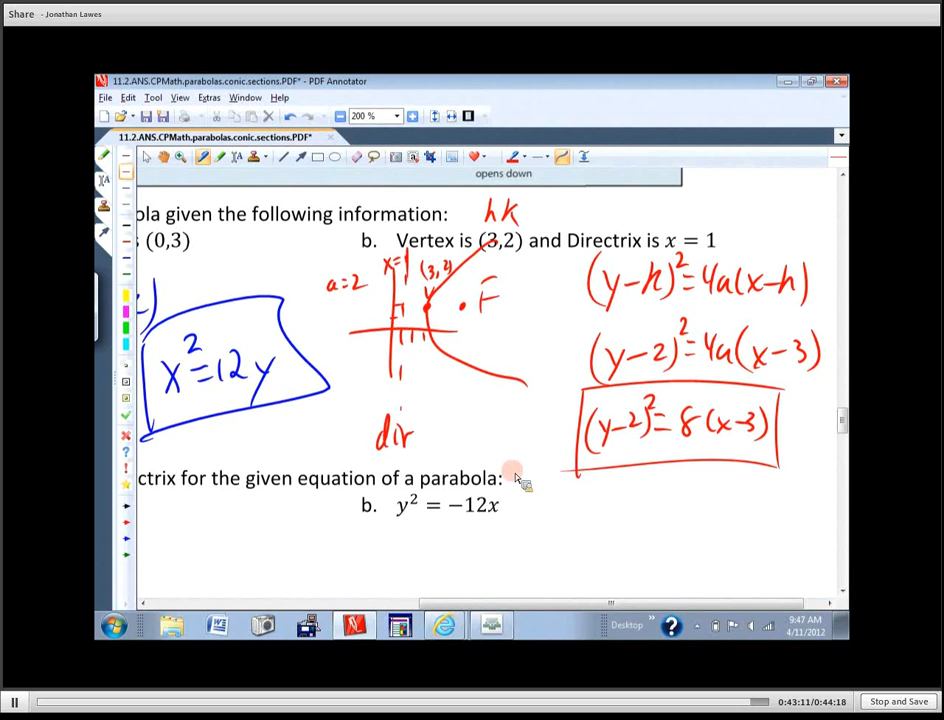 Share - Jonathan Lawes
11.2.ANS.CPMath.parabolas.conic.sections.PDF* - PDF Annotator
File Edit Tool View Extras Window Help
200 %
11.2.ANS.CPMath.parabolas.conic.sections.PDF*
opens down
ola given the following information:
h k
(0,3)
b. Vertex is (3,2) and Directrix is x = 1
x=1
(3,2)
a=2
V
F
(y-k)²=4a(x-h)
x²=12y
(y-2)²=4a(x-3)
(y-2)²=8(x-3)
dir
ctrix for the given equation of a parabola:
b. y² = −12x
Desktop
9:47 AM
4/11/2012
0:43:11/0:44:18
Stop and Save